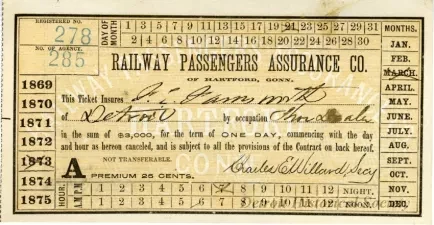 REGISTERED NO.
278
NO. OF AGENCY.
285
DAY OF MONTH
1 3 5 7 9 11 13 15 17 19 21 23 25 27 29 31
2 4 6 8 10 12 14 16 18 20 22 24 26 28 30
MONTHS.
JAN.
FEB.
MARCH.
APRIL.
MAY.
JUNE.
JULY.
AUG.
SEPT.
OCT.
NOV.
DEC.
1869
1870
1871
1872
1873
1874
1875
RAILWAY PASSENGERS ASSURANCE CO.
OF HARTFORD, CONN.
This Ticket Insures Farnsworth
of Detroit by occupation Shoe Dealer
in the sum of $3,000, for the term of ONE DAY, commencing with the day
and hour as hereon canceled, and is subject to all the provisions of the Contract on back hereof.
A
NOT TRANSFERABLE.
PREMIUM 25 CENTS.
Charles E Willard, Secy
HOUR.
A.M. 1 2 3 4 5 6 7 8 9 10 11 12 NIGHT.
P.M. 1 2 3 4 5 6 7 8 9 10 11 12 NOON.
Detroit Historical Society